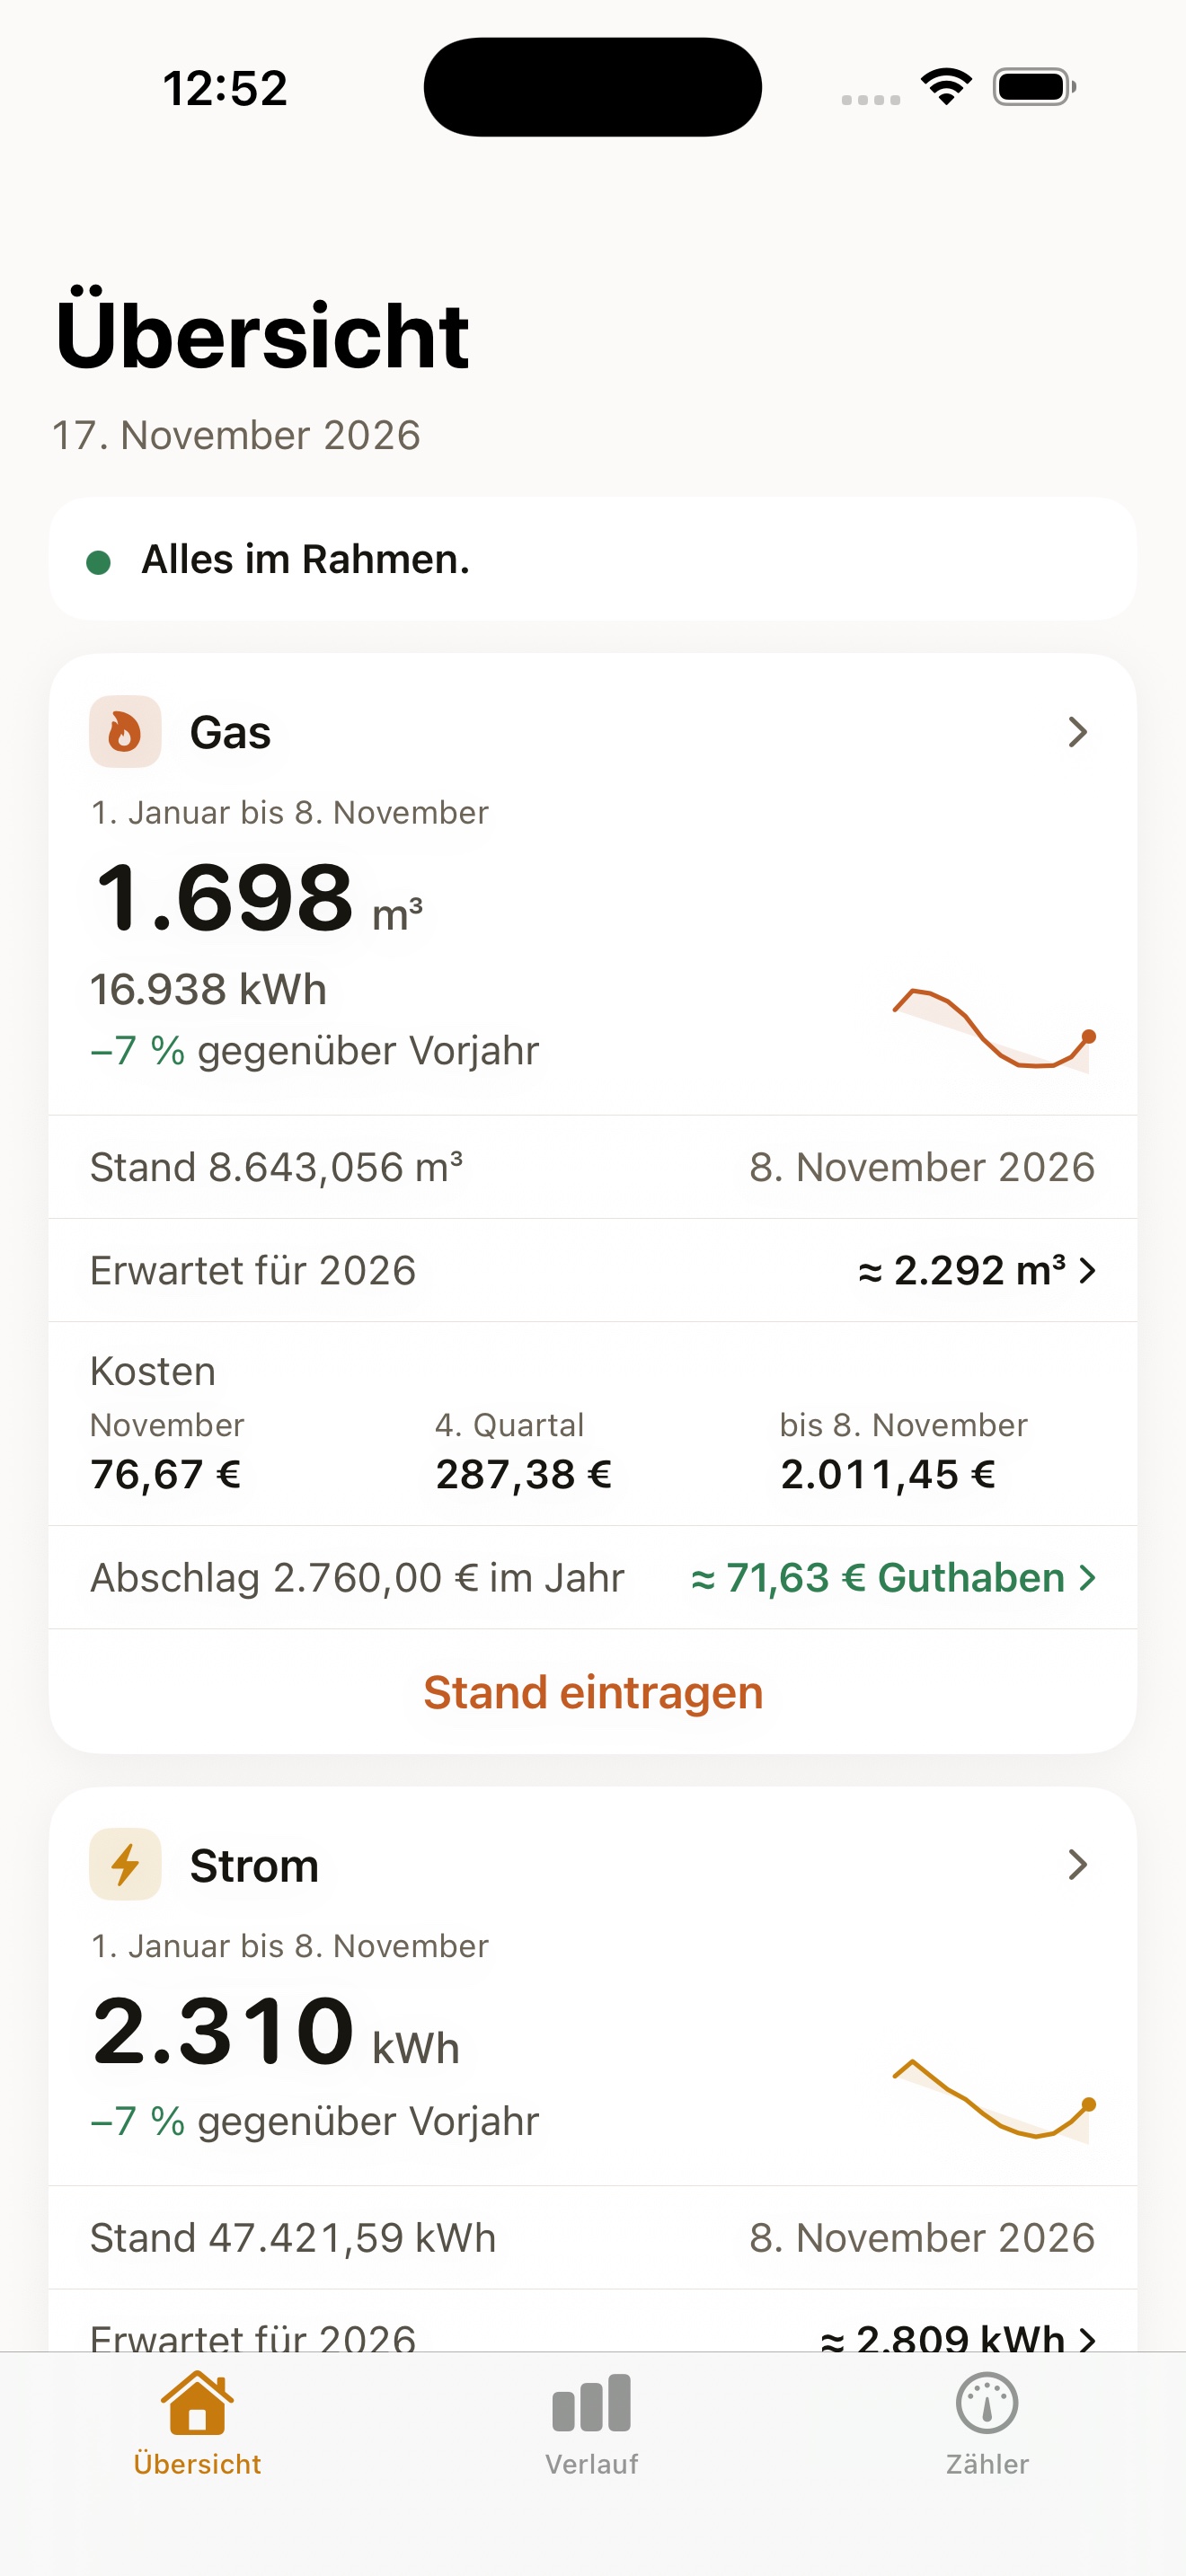 12:52
Übersicht
17. November 2026
Alles im Rahmen.
Gas
1. Januar bis 8. November
1.698 m³
16.938 kWh
−7 % gegenüber Vorjahr
Stand 8.643,056 m³ 8. November 2026
Erwartet für 2026 ≈ 2.292 m³
Kosten
November 4. Quartal bis 8. November
76,67 € 287,38 € 2.011,45 €
Abschlag 2.760,00 € im Jahr ≈ 71,63 € Guthaben
Stand eintragen
Strom
1. Januar bis 8. November
2.310 kWh
−7 % gegenüber Vorjahr
Stand 47.421,59 kWh 8. November 2026
Erwartet für 2026 ≈ 2.809 kWh
Übersicht Verlauf Zähler